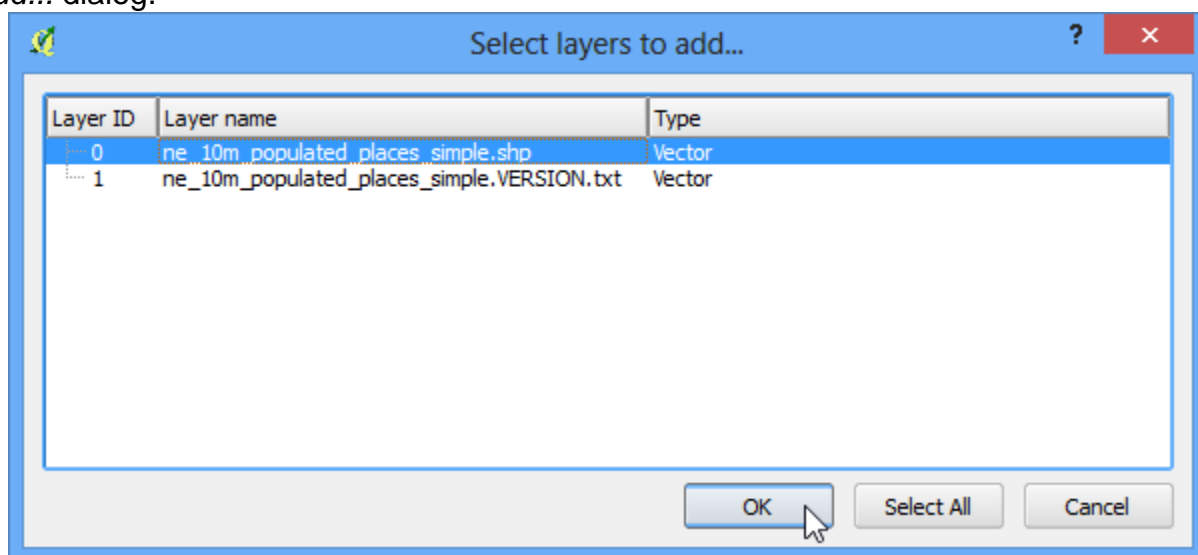 dialog.
Select layers to add...
?
×
Layer ID Layer name Type
0 ne_10m_populated_places_simple.shp Vector
1 ne_10m_populated_places_simple.VERSION.txt Vector
OK Select All Cancel